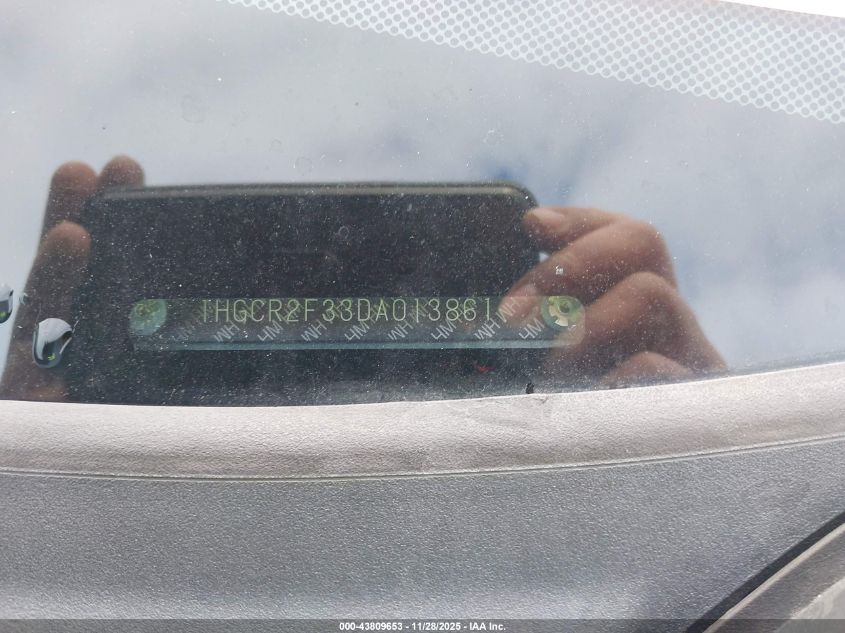 1HGCR2F33DA013861
000-43809653 - 11/28/2025 - IAA Inc.